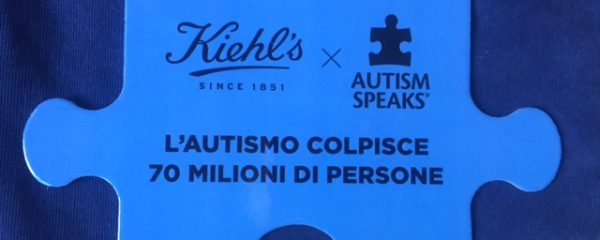 Kiehl's × AUTISM
SINCE 1851 SPEAKS®
L'AUTISMO COLPISCE
70 MILIONI DI PERSONE